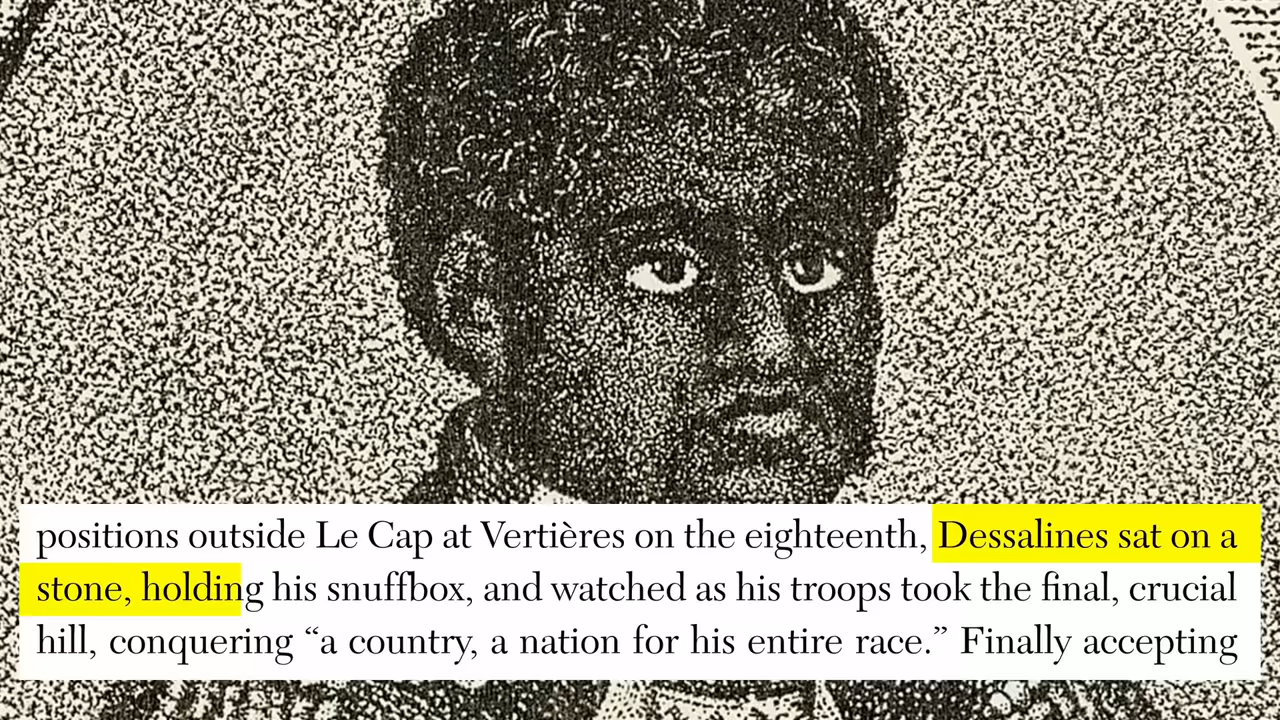 positions outside Le Cap at Vertières on the eighteenth, Dessalines sat on a
stone, holding his snuffbox, and watched as his troops took the final, crucial
hill, conquering “a country, a nation for his entire race.” Finally accepting